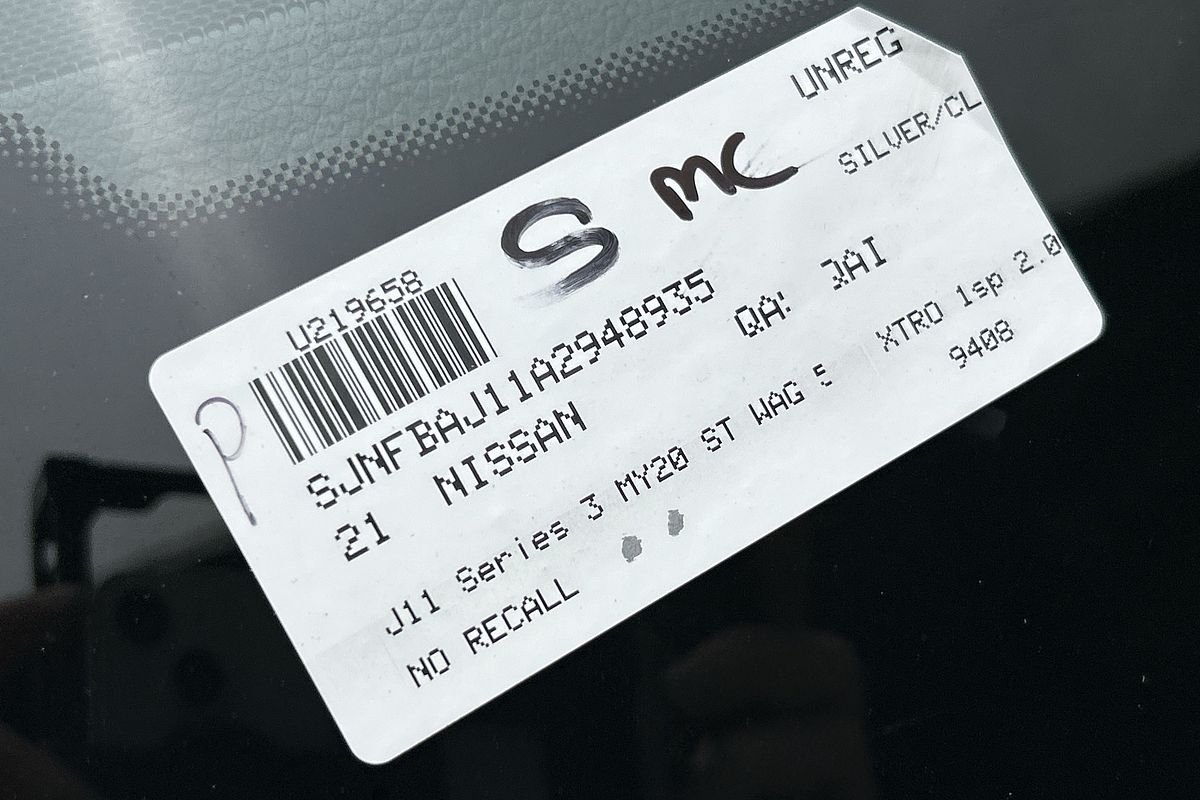 UNREG
SILVER/CL
S MC
U219658
P
SJNFBAJ11A2948935 QA: JAI
21 NISSAN
J11 Series 3 MY20 ST WAG 5 XTRO 1sp 2.0
9408
NO RECALL